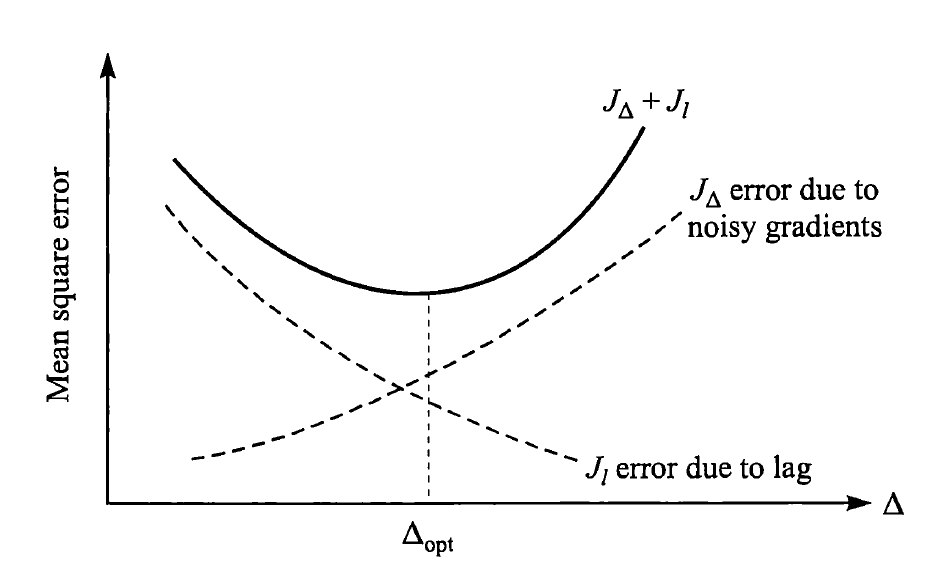 J_Δ + J_l
J_Δ error due to
noisy gradients
Mean square error
J_l error due to lag
Δ
Δ_opt